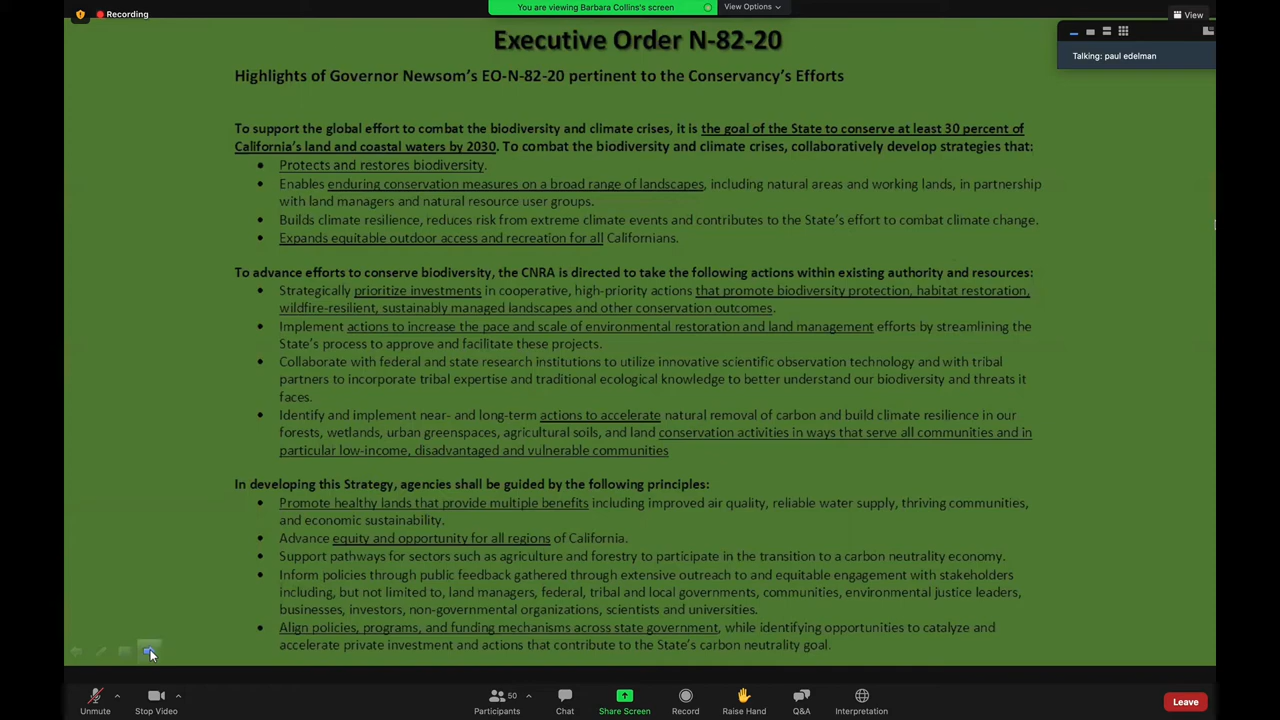 Recording
You are viewing Barbara Collins's screen
View Options
View
Executive Order N-82-20
Talking: paul edelman
Highlights of Governor Newsom's EO-N-82-20 pertinent to the Conservancy's Efforts
To support the global effort to combat the biodiversity and climate crises, it is the goal of the State to conserve at least 30 percent of
California's land and coastal waters by 2030. To combat the biodiversity and climate crises, collaboratively develop strategies that:
• Protects and restores biodiversity.
• Enables enduring conservation measures on a broad range of landscapes, including natural areas and working lands, in partnership
with land managers and natural resource user groups.
• Builds climate resilience, reduces risk from extreme climate events and contributes to the State's effort to combat climate change.
• Expands equitable outdoor access and recreation for all Californians.
To advance efforts to conserve biodiversity, the CNRA is directed to take the following actions within existing authority and resources:
• Strategically prioritize investments in cooperative, high-priority actions that promote biodiversity protection, habitat restoration,
wildfire-resilient, sustainably managed landscapes and other conservation outcomes.
• Implement actions to increase the pace and scale of environmental restoration and land management efforts by streamlining the
State's process to approve and facilitate these projects.
• Collaborate with federal and state research institutions to utilize innovative scientific observation technology and with tribal
partners to incorporate tribal expertise and traditional ecological knowledge to better understand our biodiversity and threats it
faces.
• Identify and implement near- and long-term actions to accelerate natural removal of carbon and build climate resilience in our
forests, wetlands, urban greenspaces, agricultural soils, and land conservation activities in ways that serve all communities and in
particular low-income, disadvantaged and vulnerable communities
In developing this Strategy, agencies shall be guided by the following principles:
• Promote healthy lands that provide multiple benefits including improved air quality, reliable water supply, thriving communities,
and economic sustainability.
• Advance equity and opportunity for all regions of California.
• Support pathways for sectors such as agriculture and forestry to participate in the transition to a carbon neutrality economy.
• Inform policies through public feedback gathered through extensive outreach to and equitable engagement with stakeholders
including, but not limited to, land managers, federal, tribal and local governments, communities, environmental justice leaders,
businesses, investors, non-governmental organizations, scientists and universities.
• Align policies, programs, and funding mechanisms across state government, while identifying opportunities to catalyze and
accelerate private investment and actions that contribute to the State's carbon neutrality goal.
Unmute
Stop Video
Participants
50
Chat
Share Screen
Record
Raise Hand
Q&A
Interpretation
Leave